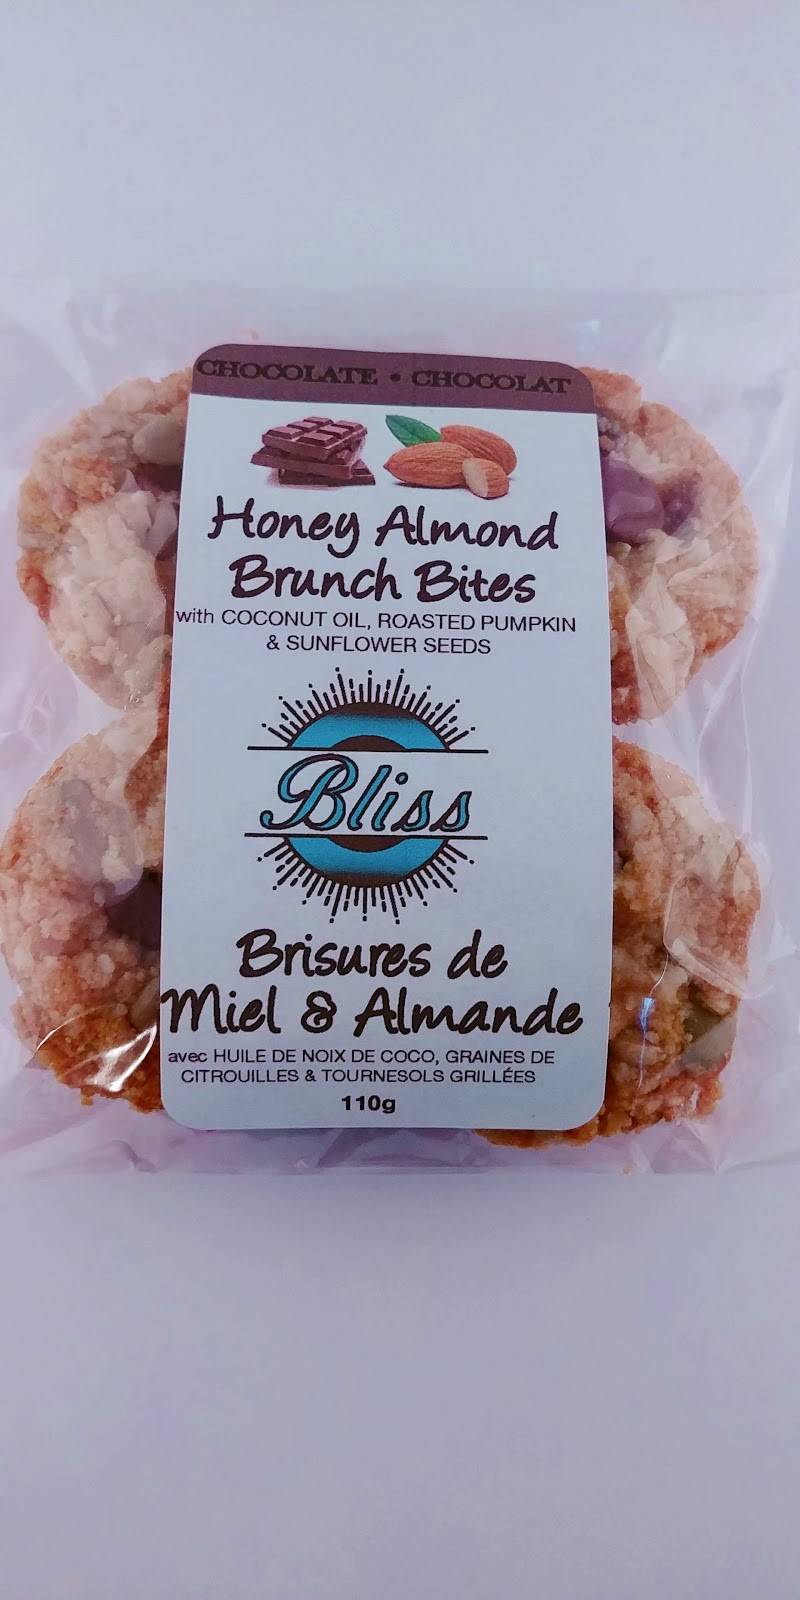 CHOCOLATE • CHOCOLAT
Honey Almond
Brunch Bites
with COCONUT OIL, ROASTED PUMPKIN
& SUNFLOWER SEEDS
Bliss
Brisures de
Miel & Almande
avec HUILE DE NOIX DE COCO, GRAINES DE
CITROUILLES & TOURNESOLS GRILLÉES
110g